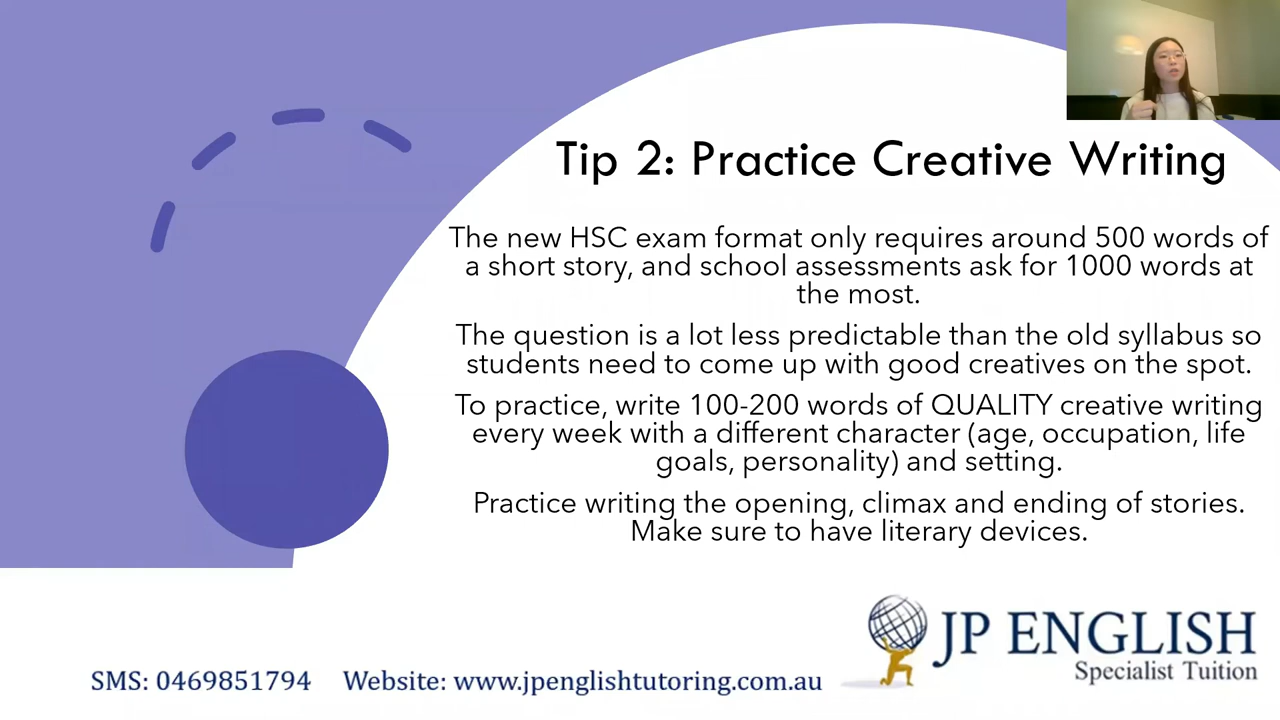 Tip 2: Practice Creative Writing
The new HSC exam format only requires around 500 words of
a short story, and school assessments ask for 1000 words at
the most.
The question is a lot less predictable than the old syllabus so
students need to come up with good creatives on the spot.
To practice, write 100-200 words of QUALITY creative writing
every week with a different character (age, occupation, life
goals, personality) and setting.
Practice writing the opening, climax and ending of stories.
Make sure to have literary devices.
JP ENGLISH
Specialist Tuition
SMS: 0469851794 Website: www.jpenglishtutoring.com.au